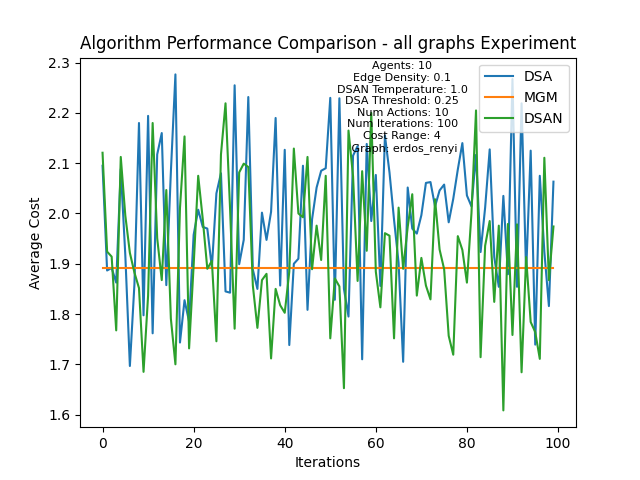 Algorithm Performance Comparison - all graphs Experiment
Agents: 10
Edge Density: 0.1
DSAN Temperature: 1.0
DSA Threshold: 0.25
Num Actions: 10
Num Iterations: 100
Cost Range: 4
Graph: erdos_renyi
DSA
MGM
DSAN
Average Cost
2.3
2.2
2.1
2.0
1.9
1.8
1.7
1.6
0
20
40
60
80
100
Iterations